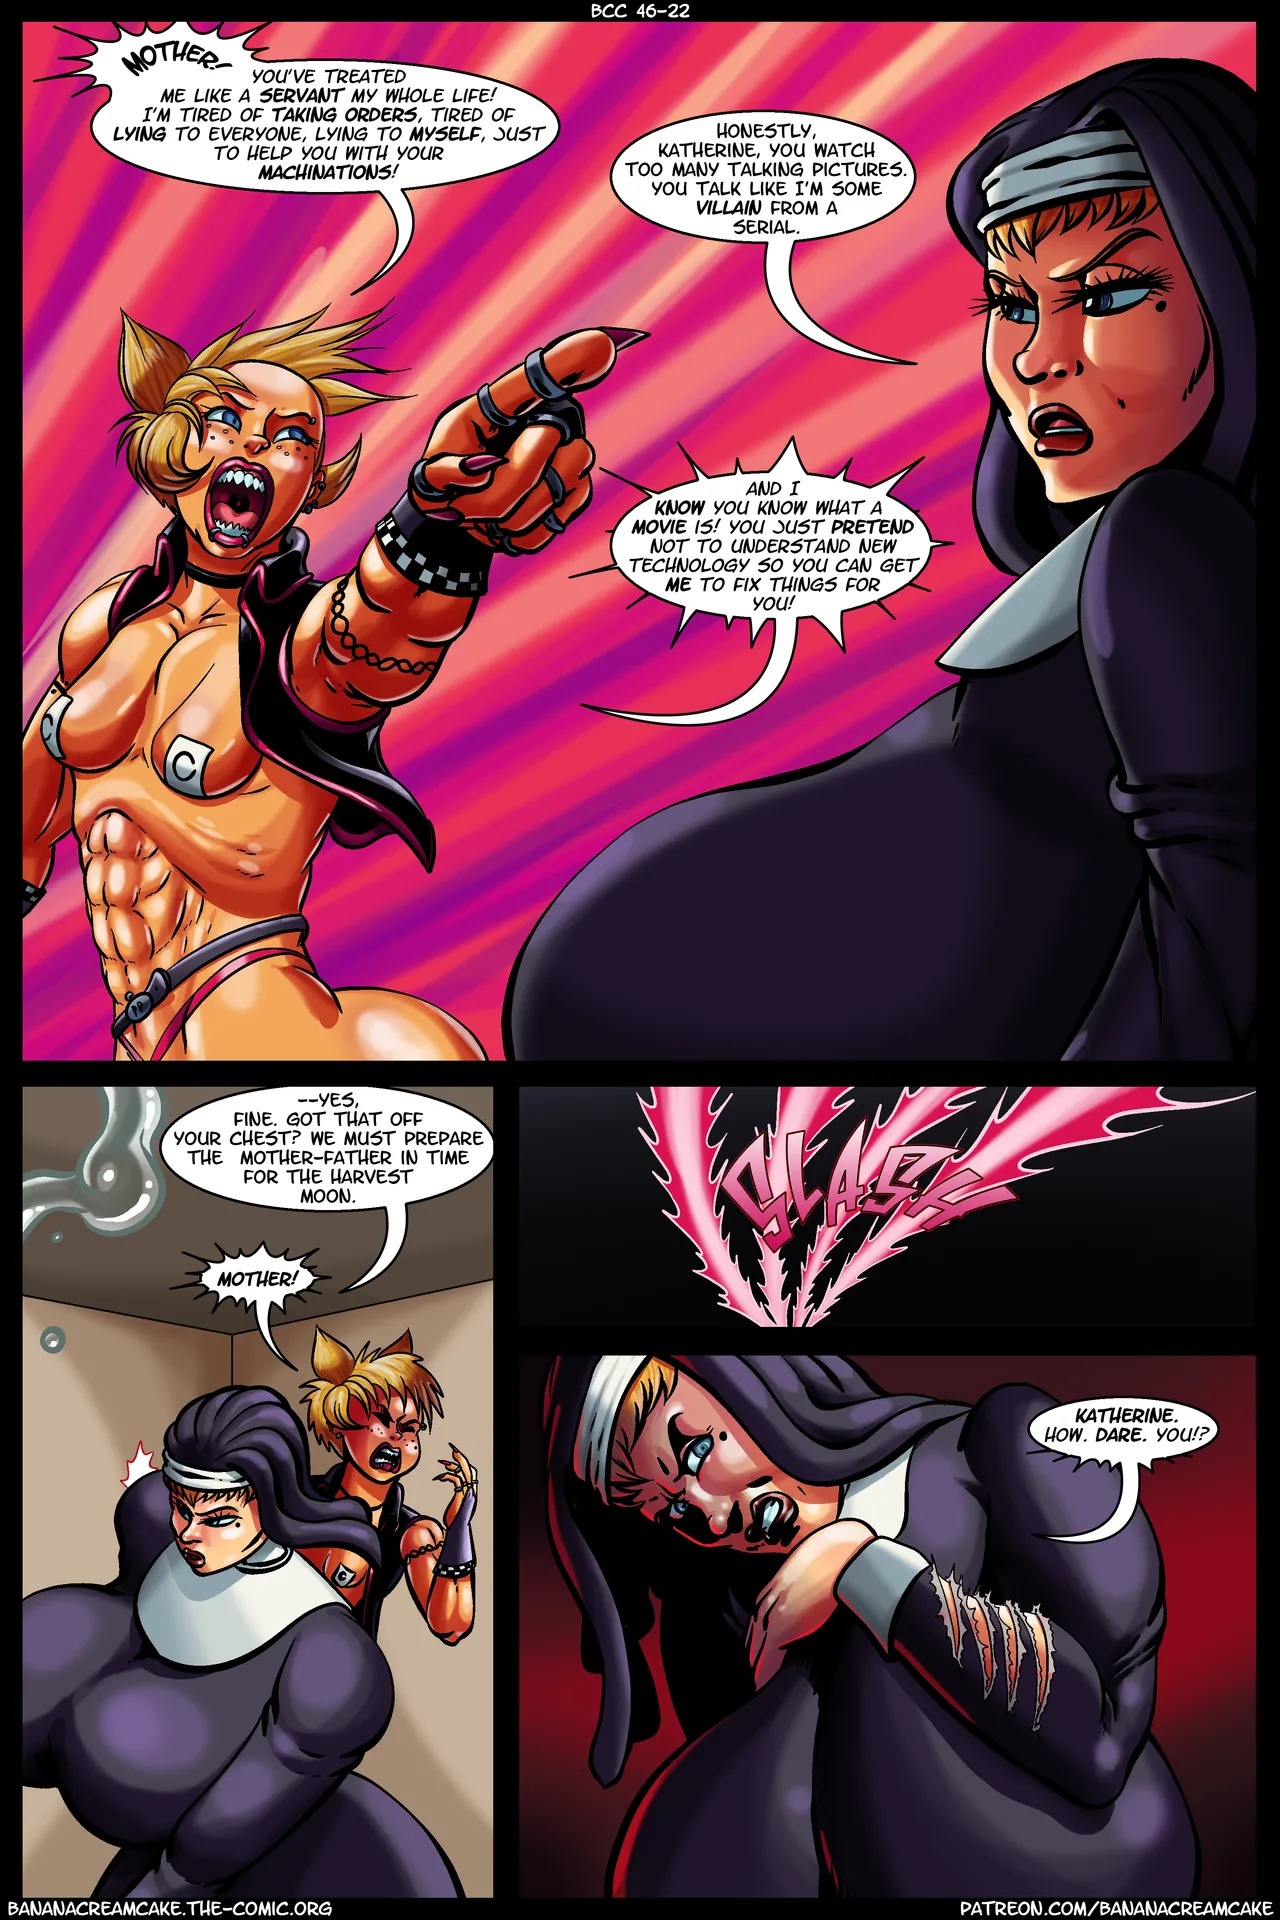 BCC 46-22
MOTHER!
YOU'VE TREATED
ME LIKE A SERVANT MY WHOLE LIFE!
I'M TIRED OF TAKING ORDERS, TIRED OF
LYING TO EVERYONE, LYING TO MYSELF, JUST
TO HELP YOU WITH YOUR
MACHINATIONS!
HONESTLY,
KATHERINE, YOU WATCH
TOO MANY TALKING PICTURES.
YOU TALK LIKE I'M SOME
VILLAIN FROM A
SERIAL.
AND I
KNOW YOU KNOW WHAT A
MOVIE IS! YOU JUST PRETEND
NOT TO UNDERSTAND NEW
TECHNOLOGY SO YOU CAN GET
ME TO FIX THINGS FOR
YOU!
C
C
--YES,
FINE. GOT THAT OFF
YOUR CHEST? WE MUST PREPARE
THE MOTHER-FATHER IN TIME
FOR THE HARVEST
MOON.
MOTHER!
C
SLASH
KATHERINE.
HOW. DARE. YOU!?
BANANACREAMCAKE.THE-COMIC.ORG
PATREON.COM/BANANACREAMCAKE